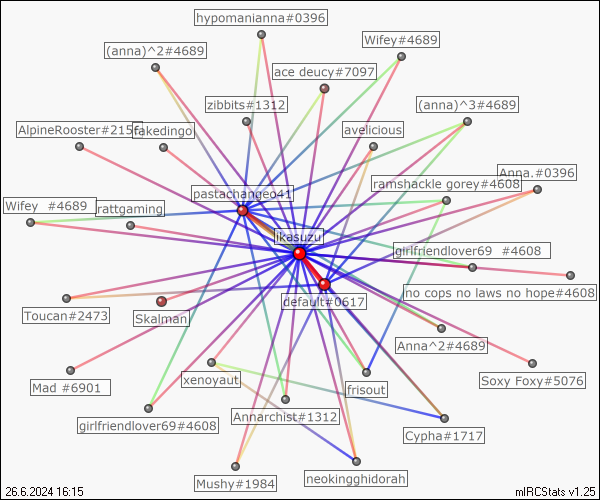 hypomanianna#0396
Wifey#4689
(anna)^2#4689
ace deucy#7097
zibbits#1312
(anna)^3#4689
AlpineRooster#215
fakedingo
avelicious
Anna.#0396
ramshackle gorey#4608
pastachangeo41
Wifey #4689
rattgaming
ikasuzu
girlfriendlover69 #4608
no cops no laws no hope#4608
default#0617
Toucan#2473
Skalman
Anna^2#4689
Soxy Foxy#5076
Mad #6901
xenoyaut
frisout
girlfriendlover69#4608
Annarchist#1312
Cypha#1717
Mushy#1984
neokingghidorah
26.6.2024 16:15
mIRCStats v1.25